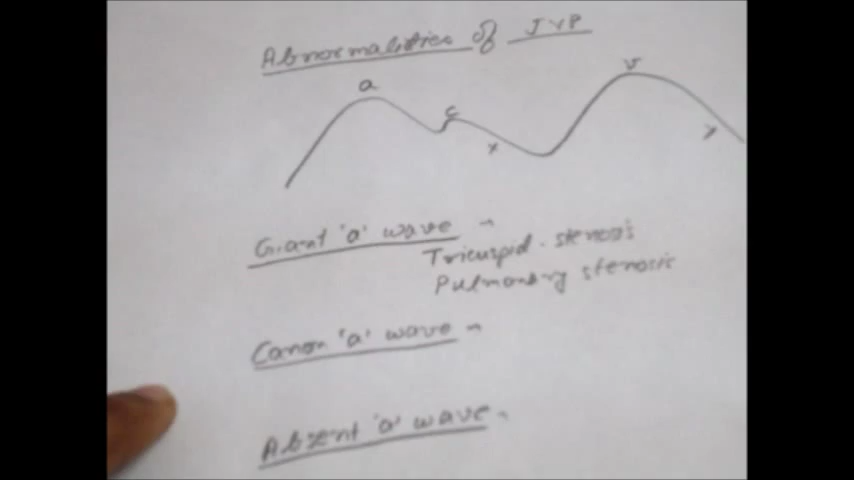 Abnormalities of JVP
a
c
v
x
y
Giant 'a' wave -
Tricuspid. stenosis
Pulmonary stenosis
Canon 'a' wave -
Absent 'a' wave -